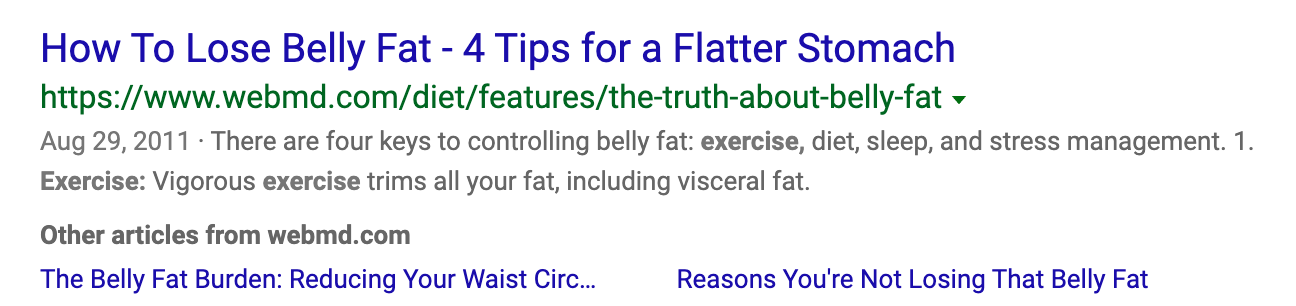 How To Lose Belly Fat - 4 Tips for a Flatter Stomach
https://www.webmd.com/diet/features/the-truth-about-belly-fat
Aug 29, 2011 · There are four keys to controlling belly fat: exercise, diet, sleep, and stress management. 1.
Exercise: Vigorous exercise trims all your fat, including visceral fat.
Other articles from webmd.com
The Belly Fat Burden: Reducing Your Waist Circ...
Reasons You're Not Losing That Belly Fat